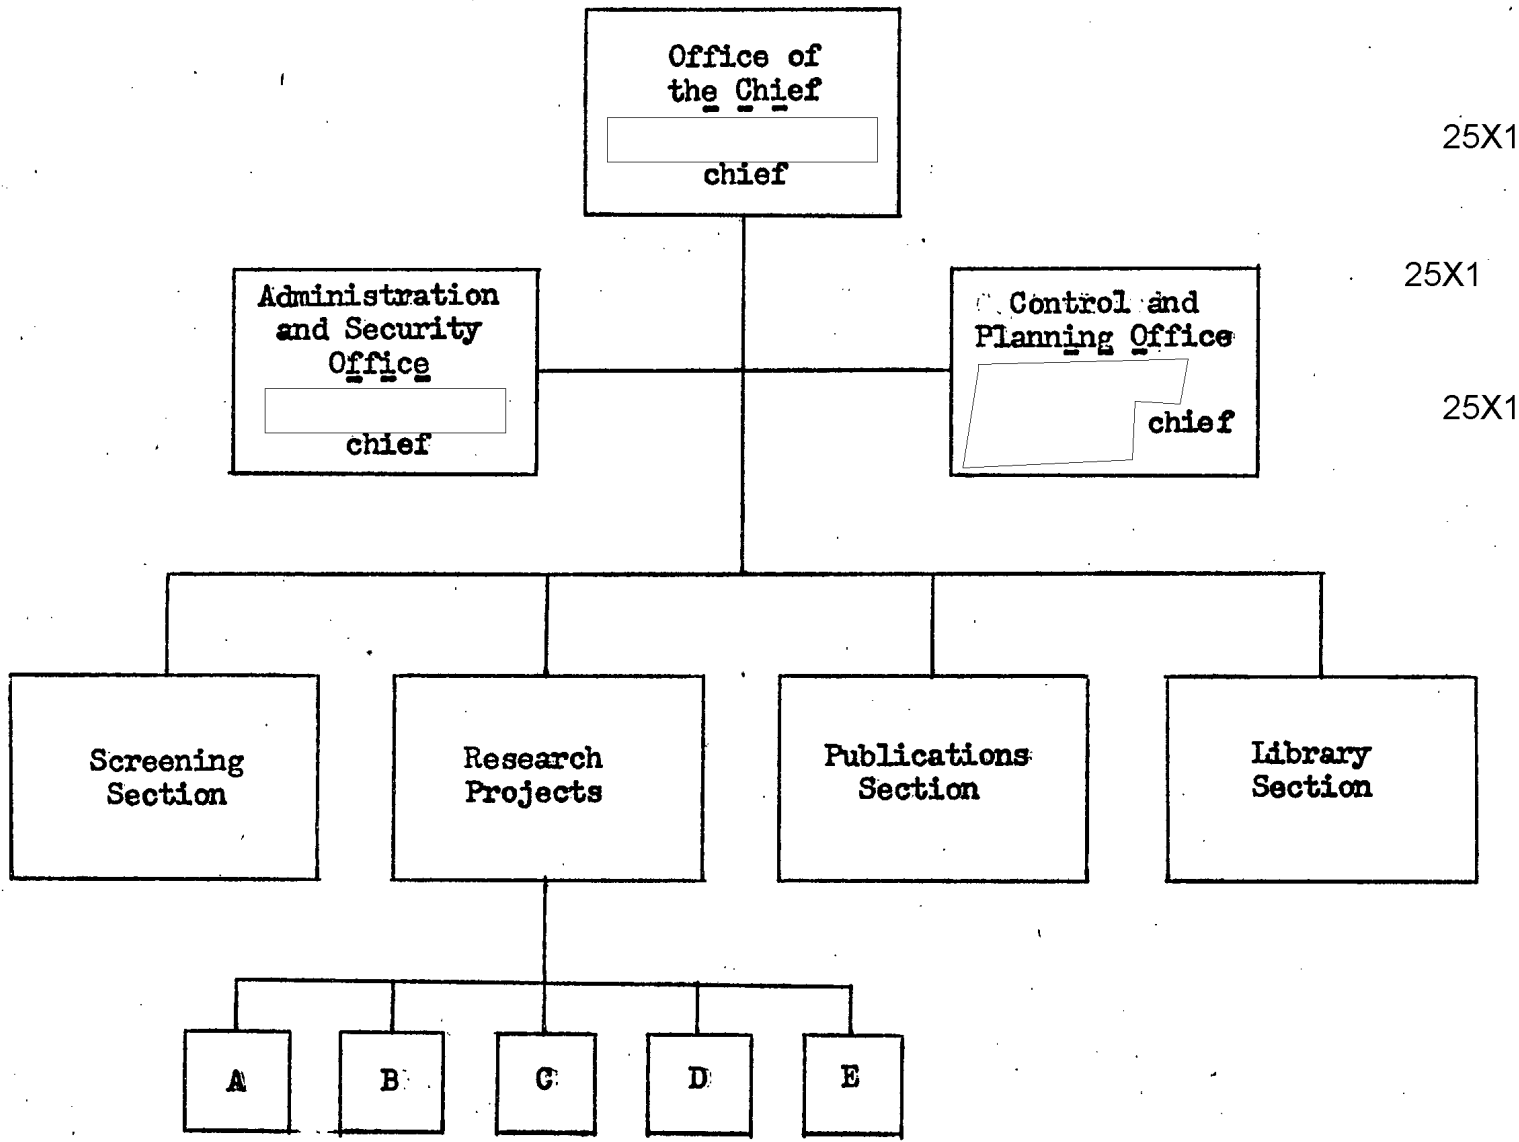 Office of
the Chief
chief
25X1
Administration
and Security
Office
chief
Control and
Planning Office
chief
25X1
25X1
Screening
Section
Research
Projects
Publications
Section
Library
Section
A
B
C
D
E